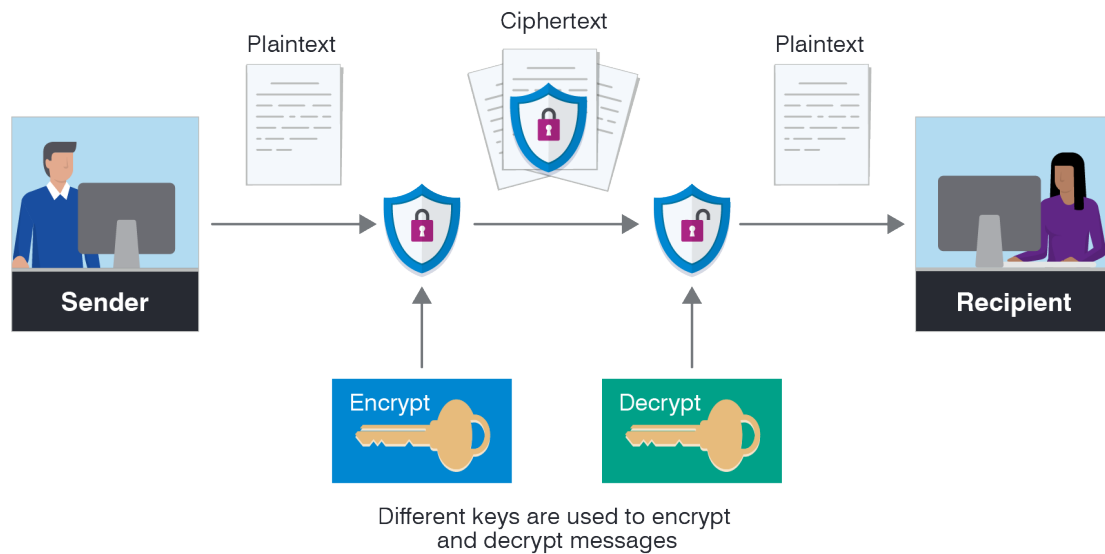 Plaintext
Ciphertext
Plaintext
Sender
Recipient
Encrypt
Decrypt
Different keys are used to encrypt
and decrypt messages